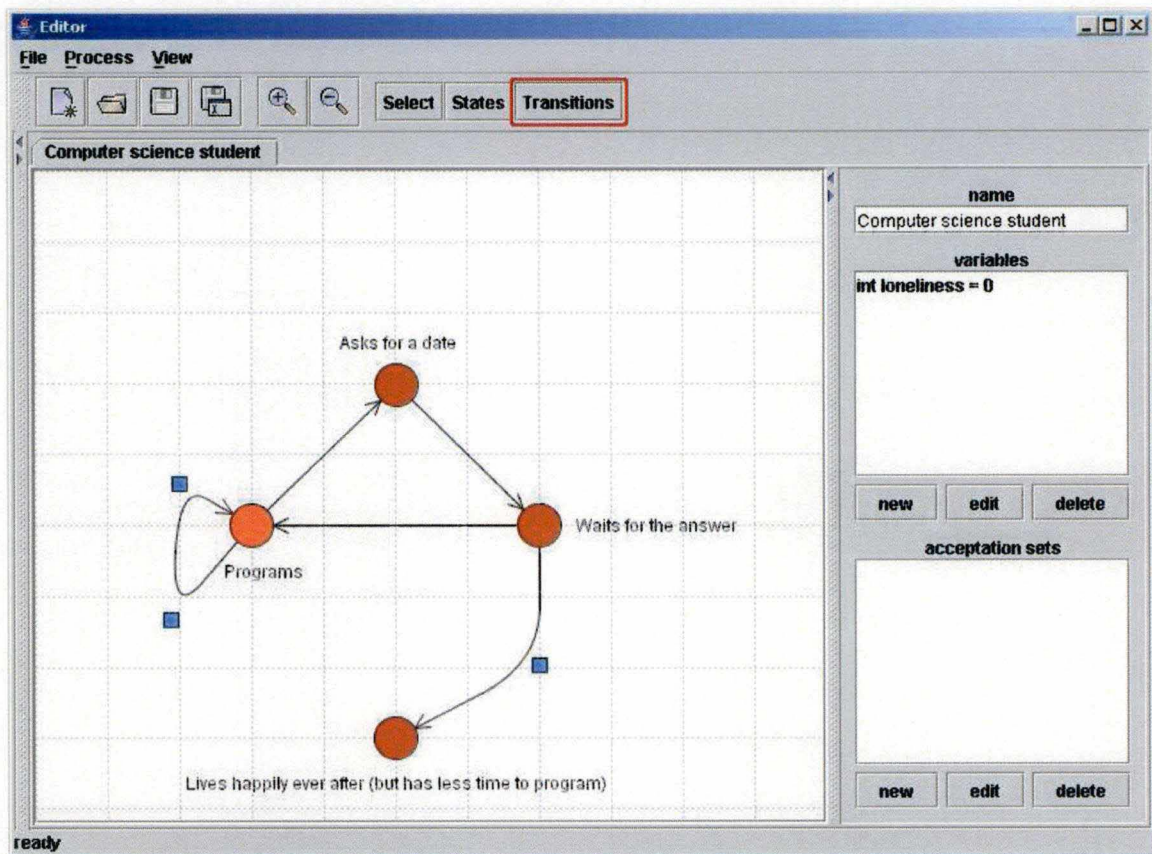 Editor
File Process View
Select States Transitions
Computer science student
Asks for a date
Waits for the answer
Programs
Lives happily ever after (but has less time to program)
name
Computer science student
variables
int loneliness = 0
new edit delete
acceptation sets
new edit delete
ready